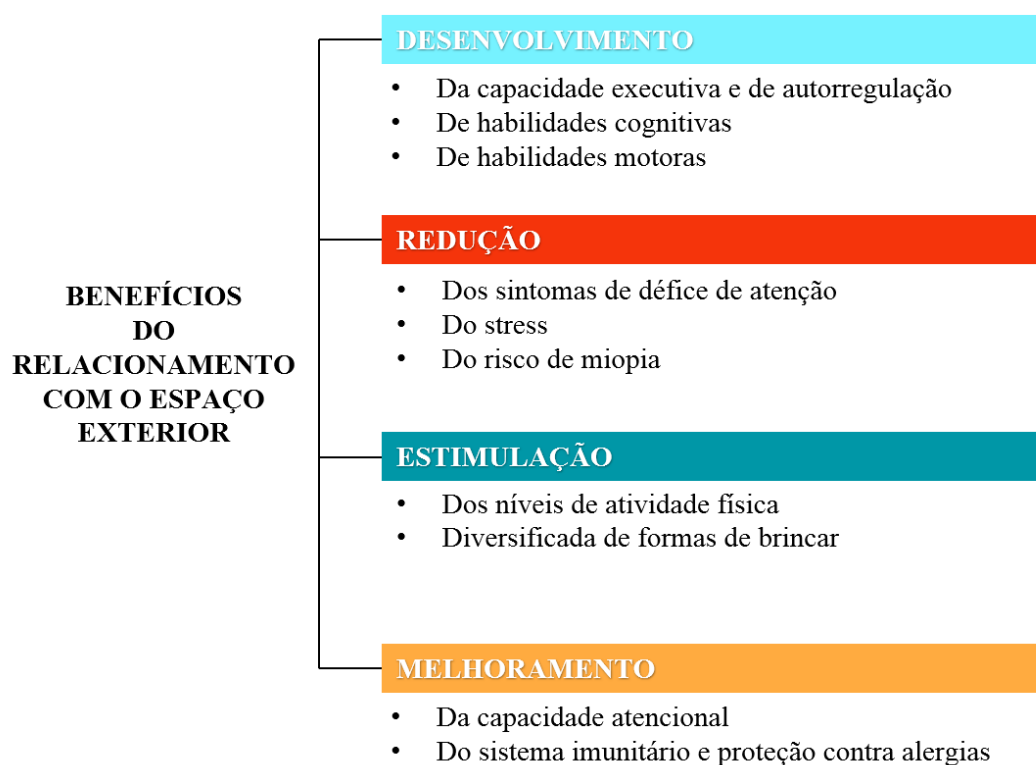 BENEFÍCIOS
DO
RELACIONAMENTO
COM O ESPAÇO
EXTERIOR
DESENVOLVIMENTO
• Da capacidade executiva e de autorregulação
• De habilidades cognitivas
• De habilidades motoras
REDUÇÃO
• Dos sintomas de défice de atenção
• Do stress
• Do risco de miopia
ESTIMULAÇÃO
• Dos níveis de atividade física
• Diversificada de formas de brincar
MELHORAMENTO
• Da capacidade atencional
• Do sistema imunitário e proteção contra alergias